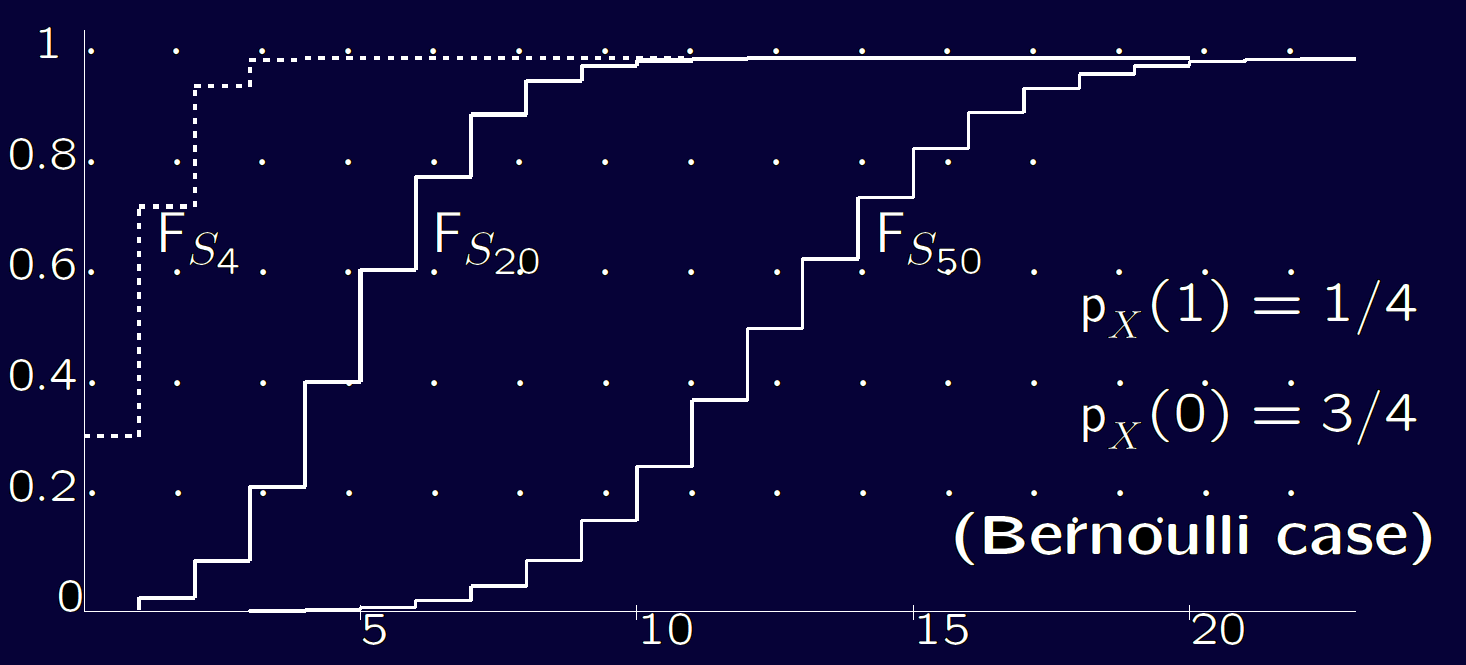 1
0.8
F_{S_4} F_{S_{20}} F_{S_{50}}
0.6
p_X(1) = 1/4
0.4
p_X(0) = 3/4
0.2
(Bernoulli case)
0
5 10 15 20